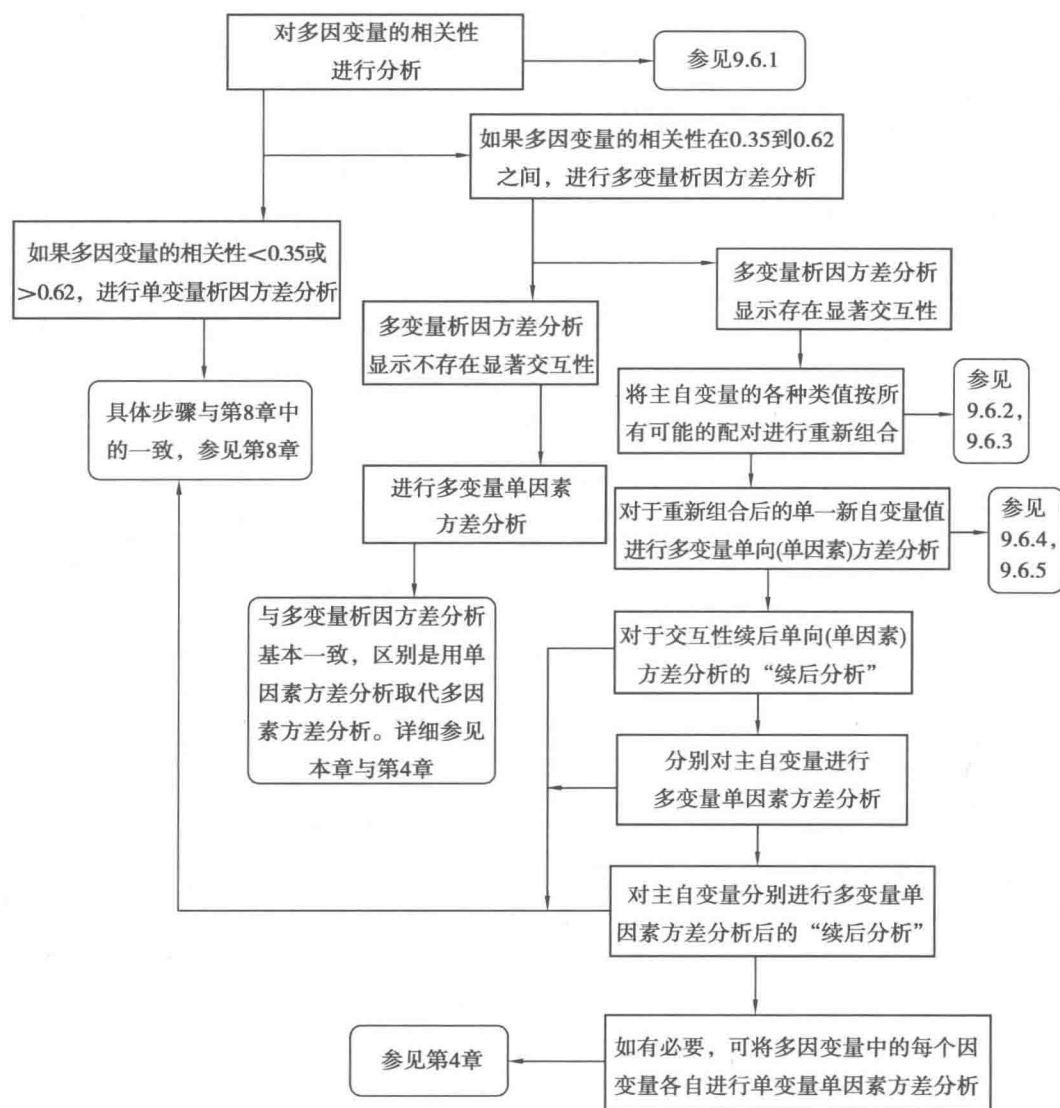 对多因变量的相关性
进行分析
参见9.6.1
如果多因变量的相关性在0.35到0.62
之间，进行多变量析因方差分析
如果多因变量的相关性＜0.35或
＞0.62，进行单变量析因方差分析
多变量析因方差分析
显示不存在显著交互性
多变量析因方差分析
显示存在显著交互性
具体步骤与第8章中
的一致，参见第8章
将主自变量的各种类值按所
有可能的配对进行重新组合
参见
9.6.2，
9.6.3
进行多变量单因素
方差分析
对于重新组合后的单一新自变量值
进行多变量单向(单因素)方差分析
参见
9.6.4，
9.6.5
与多变量析因方差分析
基本一致，区别是用单
因素方差分析取代多因
素方差分析。详细参见
本章与第4章
对于交互性续后单向(单因素)
方差分析的“续后分析”
分别对主自变量进行
多变量单因素方差分析
对主自变量分别进行多变量单
因素方差分析后的“续后分析”
如有必要，可将多因变量中的每个因
变量各自进行单变量单因素方差分析
参见第4章